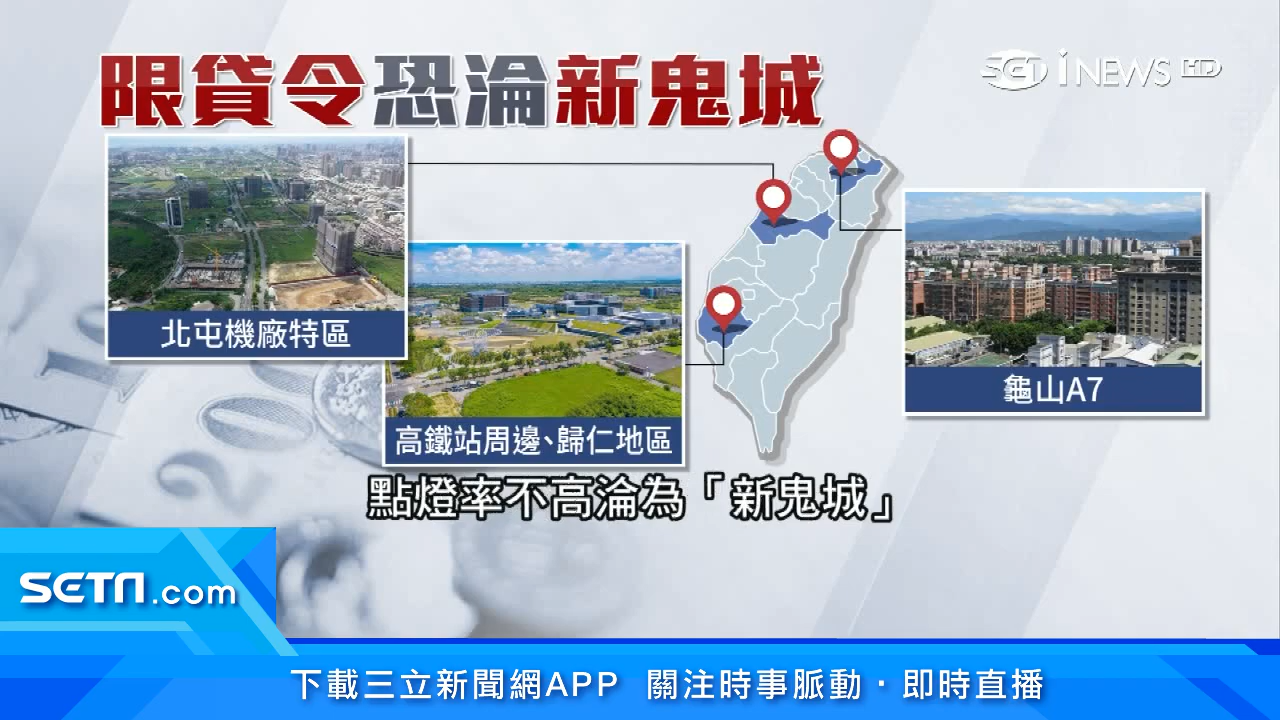 限貸令恐淪新鬼城
SET iNEWS HD
北屯機廠特區
高鐵站周邊、歸仁地區
龜山A7
點燈率不高淪為「新鬼城」
SETN.com
下載三立新聞網APP 關注時事脈動·即時直播